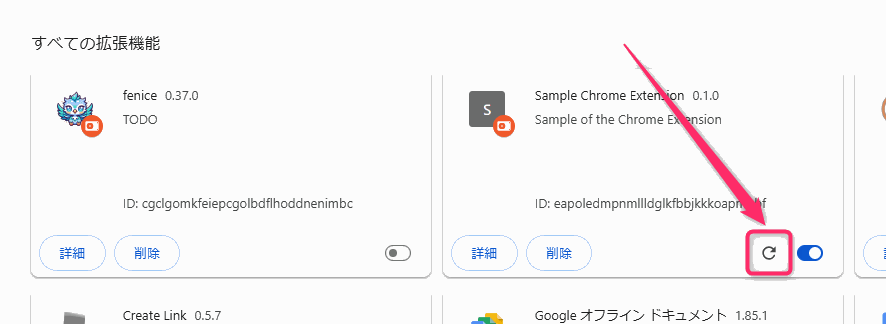 すべての拡張機能
fenice 0.37.0
TODO
ID: cgclgomkfeiepcgolbdflhoddnenimbc
詳細 削除
S
Sample Chrome Extension 0.1.0
Sample of the Chrome Extension
ID:
詳細 削除
Create Link 0.5.7
Google オフライン ドキュメント 1.85.1